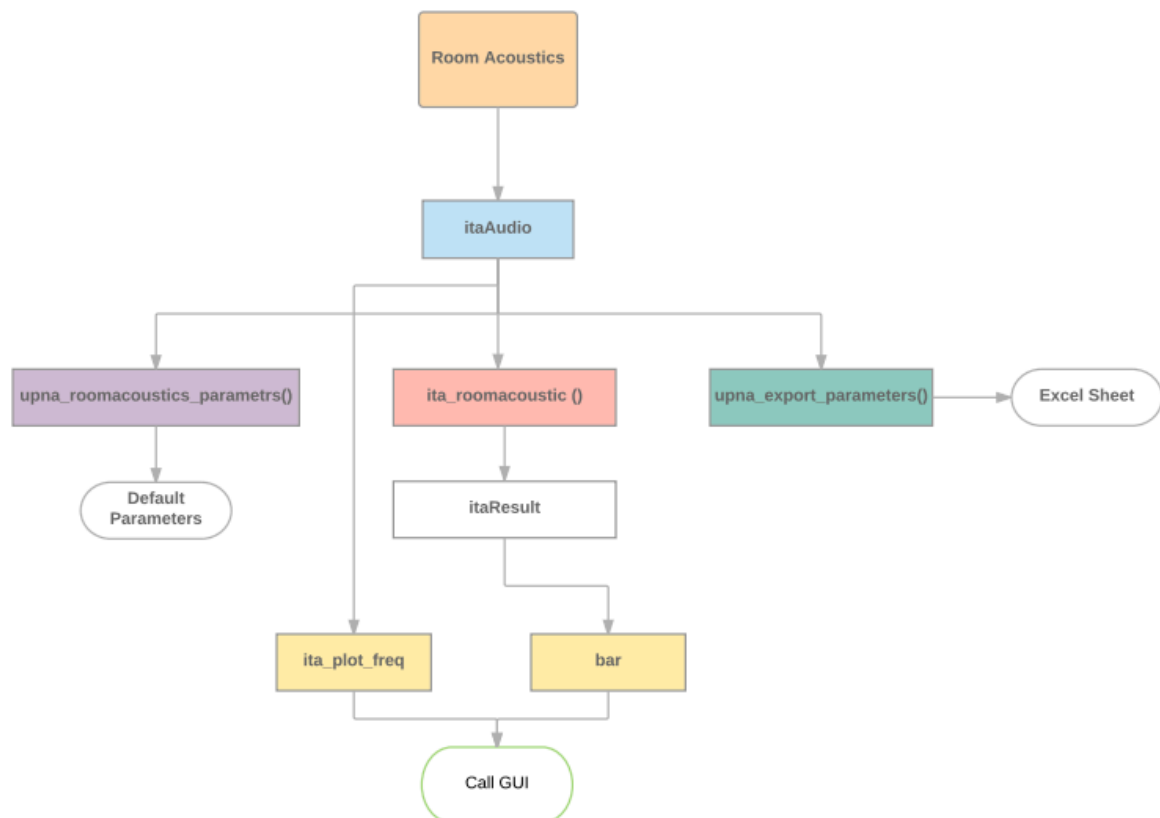 Room Acoustics
itaAudio
upna_roomacoustics_parametrs()
ita_roomacoustic ()
upna_export_parameters()
Excel Sheet
Default
Parameters
itaResult
ita_plot_freq
bar
Call GUI